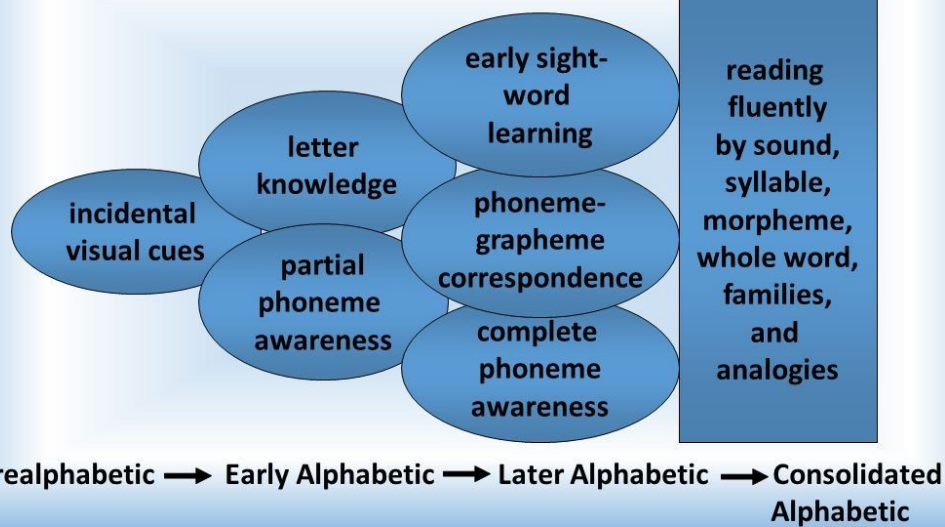 incidental
visual cues
letter
knowledge
partial
phoneme
awareness
early sight-
word
learning
phoneme-
grapheme
correspondence
complete
phoneme
awareness
reading
fluently
by sound,
syllable,
morpheme,
whole word,
families,
and
analogies
realphabetic → Early Alphabetic → Later Alphabetic → Consolidated
Alphabetic